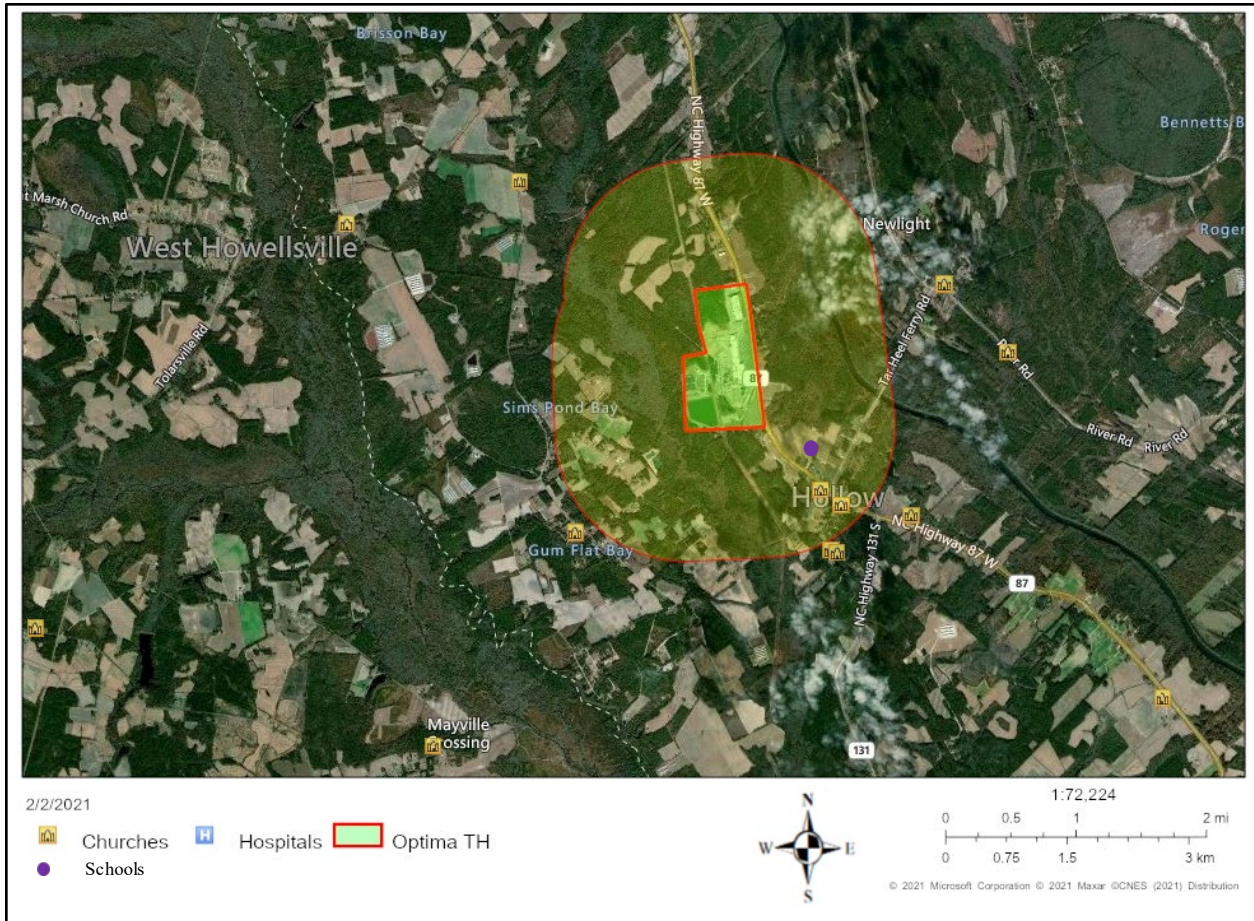 Brisson Bay
NC Highway 87 W
Bennetts B
Marsh Church Rd
West Howellsville
Newlight
Roger
Tolarsville Rd
Tar Heel Ferry Rd
River Rd
87
Sims Pond Bay
River Rd
River Rd
Hollow
Gum Flat Bay
NC Highway 87 W
NC Highway 131 S
87
Mayville
Crossing
131
2/2/2021
Churches
H Hospitals
Optima TH
Schools
N
W E
S
1:72,224
0 0.5 1 2 mi
0 0.75 1.5 3 km
© 2021 Microsoft Corporation © 2021 Maxar ©CNES (2021) Distribution